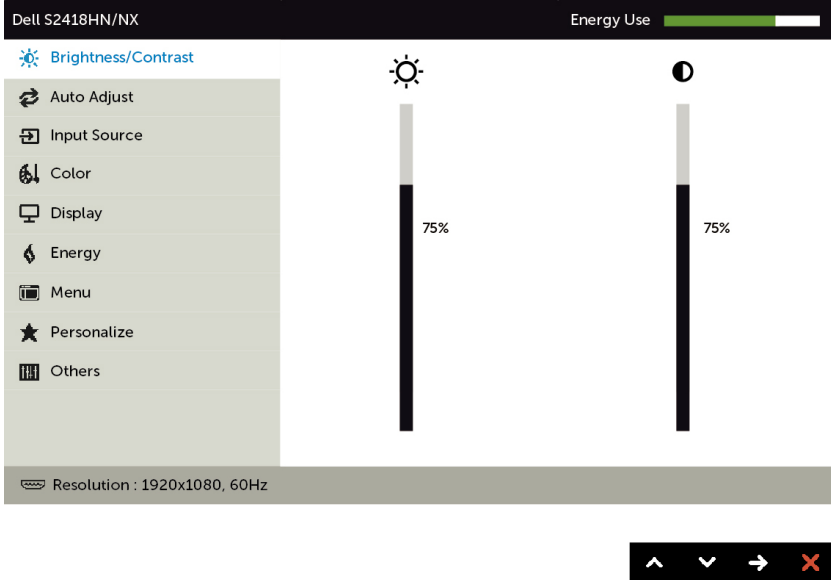 Dell S2418HN/NX
Energy Use
Brightness/Contrast
Auto Adjust
Input Source
Color
Display
Energy
Menu
Personalize
Others
75%
75%
Resolution : 1920x1080, 60Hz